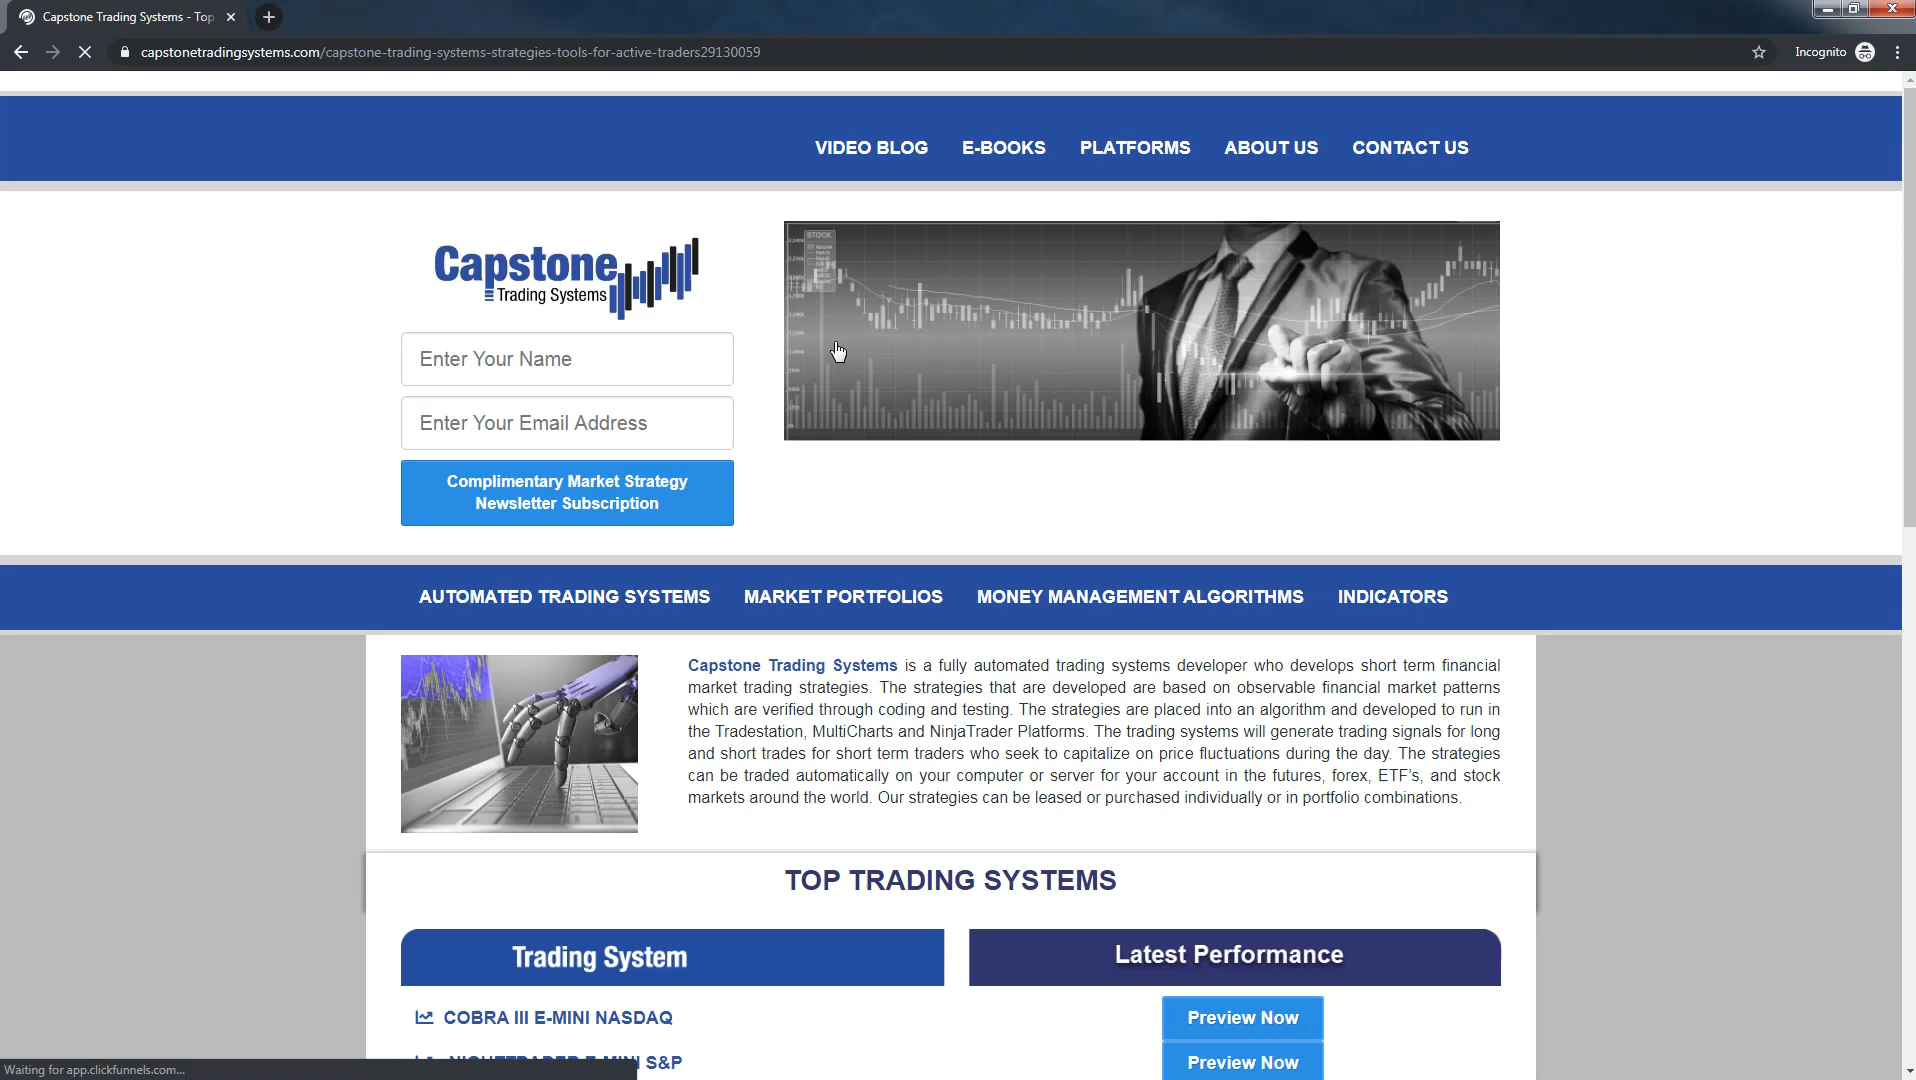 Capstone Trading Systems - Top
capstonetradingsystems.com/capstone-trading-systems-strategies-tools-for-active-traders29130059
Incognito
VIDEO BLOG
E-BOOKS
PLATFORMS
ABOUT US
CONTACT US
Capstone
Trading Systems
STOCK
Enter Your Name
Enter Your Email Address
Complimentary Market Strategy
Newsletter Subscription
AUTOMATED TRADING SYSTEMS
MARKET PORTFOLIOS
MONEY MANAGEMENT ALGORITHMS
INDICATORS
Capstone Trading Systems is a fully automated trading systems developer who develops short term financial
market trading strategies. The strategies that are developed are based on observable financial market patterns
which are verified through coding and testing. The strategies are placed into an algorithm and developed to run in
the Tradestation, MultiCharts and NinjaTrader Platforms. The trading systems will generate trading signals for long
and short trades for short term traders who seek to capitalize on price fluctuations during the day. The strategies
can be traded automatically on your computer or server for your account in the futures, forex, ETF's, and stock
markets around the world. Our strategies can be leased or purchased individually or in portfolio combinations.
TOP TRADING SYSTEMS
Trading System
Latest Performance
COBRA III E-MINI NASDAQ
Preview Now
S&P
Preview Now
Waiting for app.clickfunnels.com...